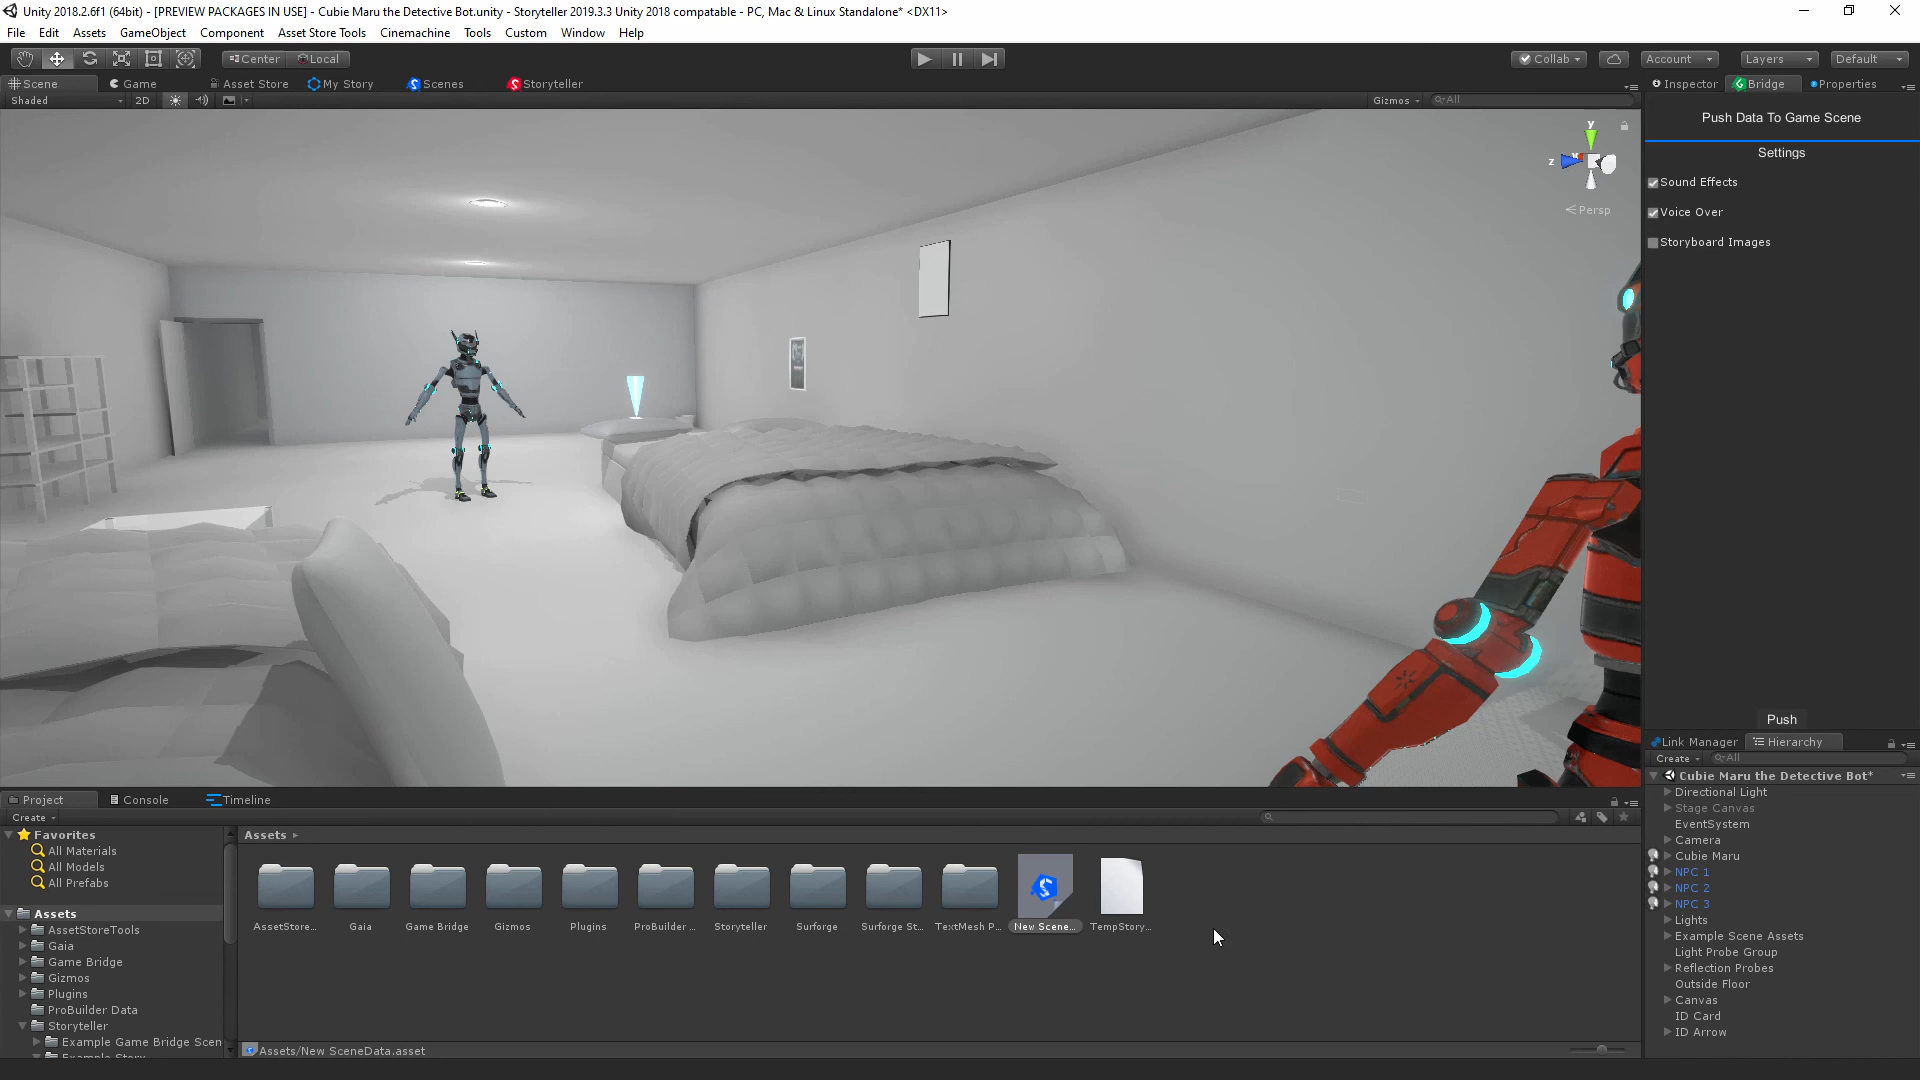 Unity 2018.2.6f1 (64bit) - [PREVIEW PACKAGES IN USE] - Cubie Maru the Detective Bot.unity - Storyteller 2019.3.3 Unity 2018 compatable - PC, Mac & Linux Standalone* <DX11>
File Edit Assets GameObject Component Asset Store Tools Cinemachine Tools Custom Window Help
Center Local Collab Account Layers Default
Scene Game Asset Store My Story Scenes Storyteller Inspector Bridge Properties
Shaded 2D Gizmos All
Push Data To Game Scene
y
Settings
z
x
Sound Effects
Persp
Voice Over
Storyboard Images
Push
Link Manager Hierarchy
Create All
Cubie Maru the Detective Bot*
Directional Light
Stage Canvas
EventSystem
Camera
Cubie Maru
NPC 1
NPC 2
NPC 3
Lights
Example Scene Assets
Light Probe Group
Reflection Probes
Outside Floor
Canvas
ID Card
ID Arrow
Project Console Timeline
Create
Favorites
All Materials
All Models
All Prefabs
Assets
AssetStoreTools
Gaia
Game Bridge
Gizmos
Plugins
ProBuilder Data
Storyteller
Example Game Bridge Scen
Example Story
Assets
AssetStore... Gaia Game Bridge Gizmos Plugins ProBuilder ... Storyteller Surforge Surforge St... TextMesh P... New Scene... TempStory...
Assets/New SceneData.asset